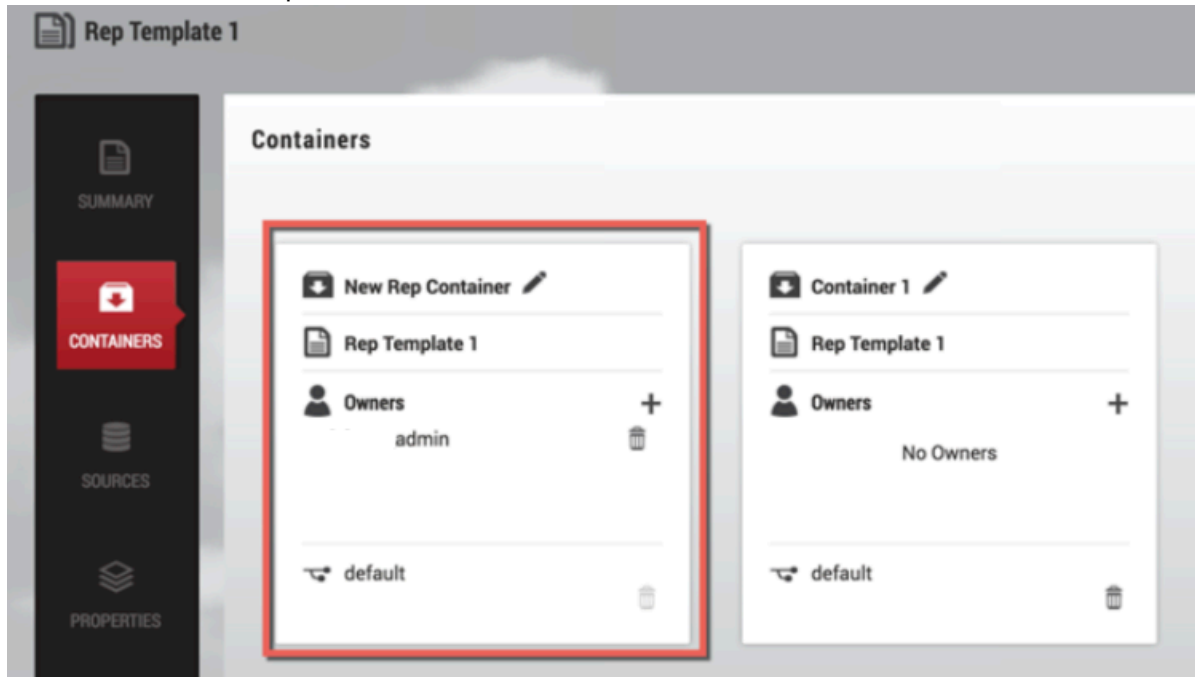 Rep Template 1
SUMMARY
CONTAINERS
SOURCES
PROPERTIES
Containers
New Rep Container
Rep Template 1
Owners
admin
default
Container 1
Rep Template 1
Owners
No Owners
default